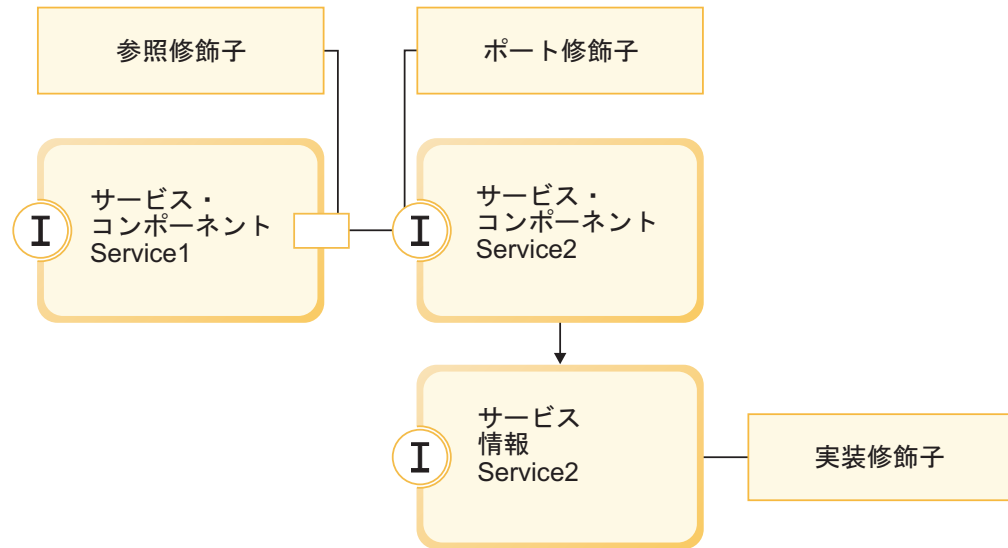 参照修飾子
ポート修飾子
サービス・
コンポーネント
Service1
I
サービス・
コンポーネント
Service2
I
サービス
情報
Service2
I
実装修飾子